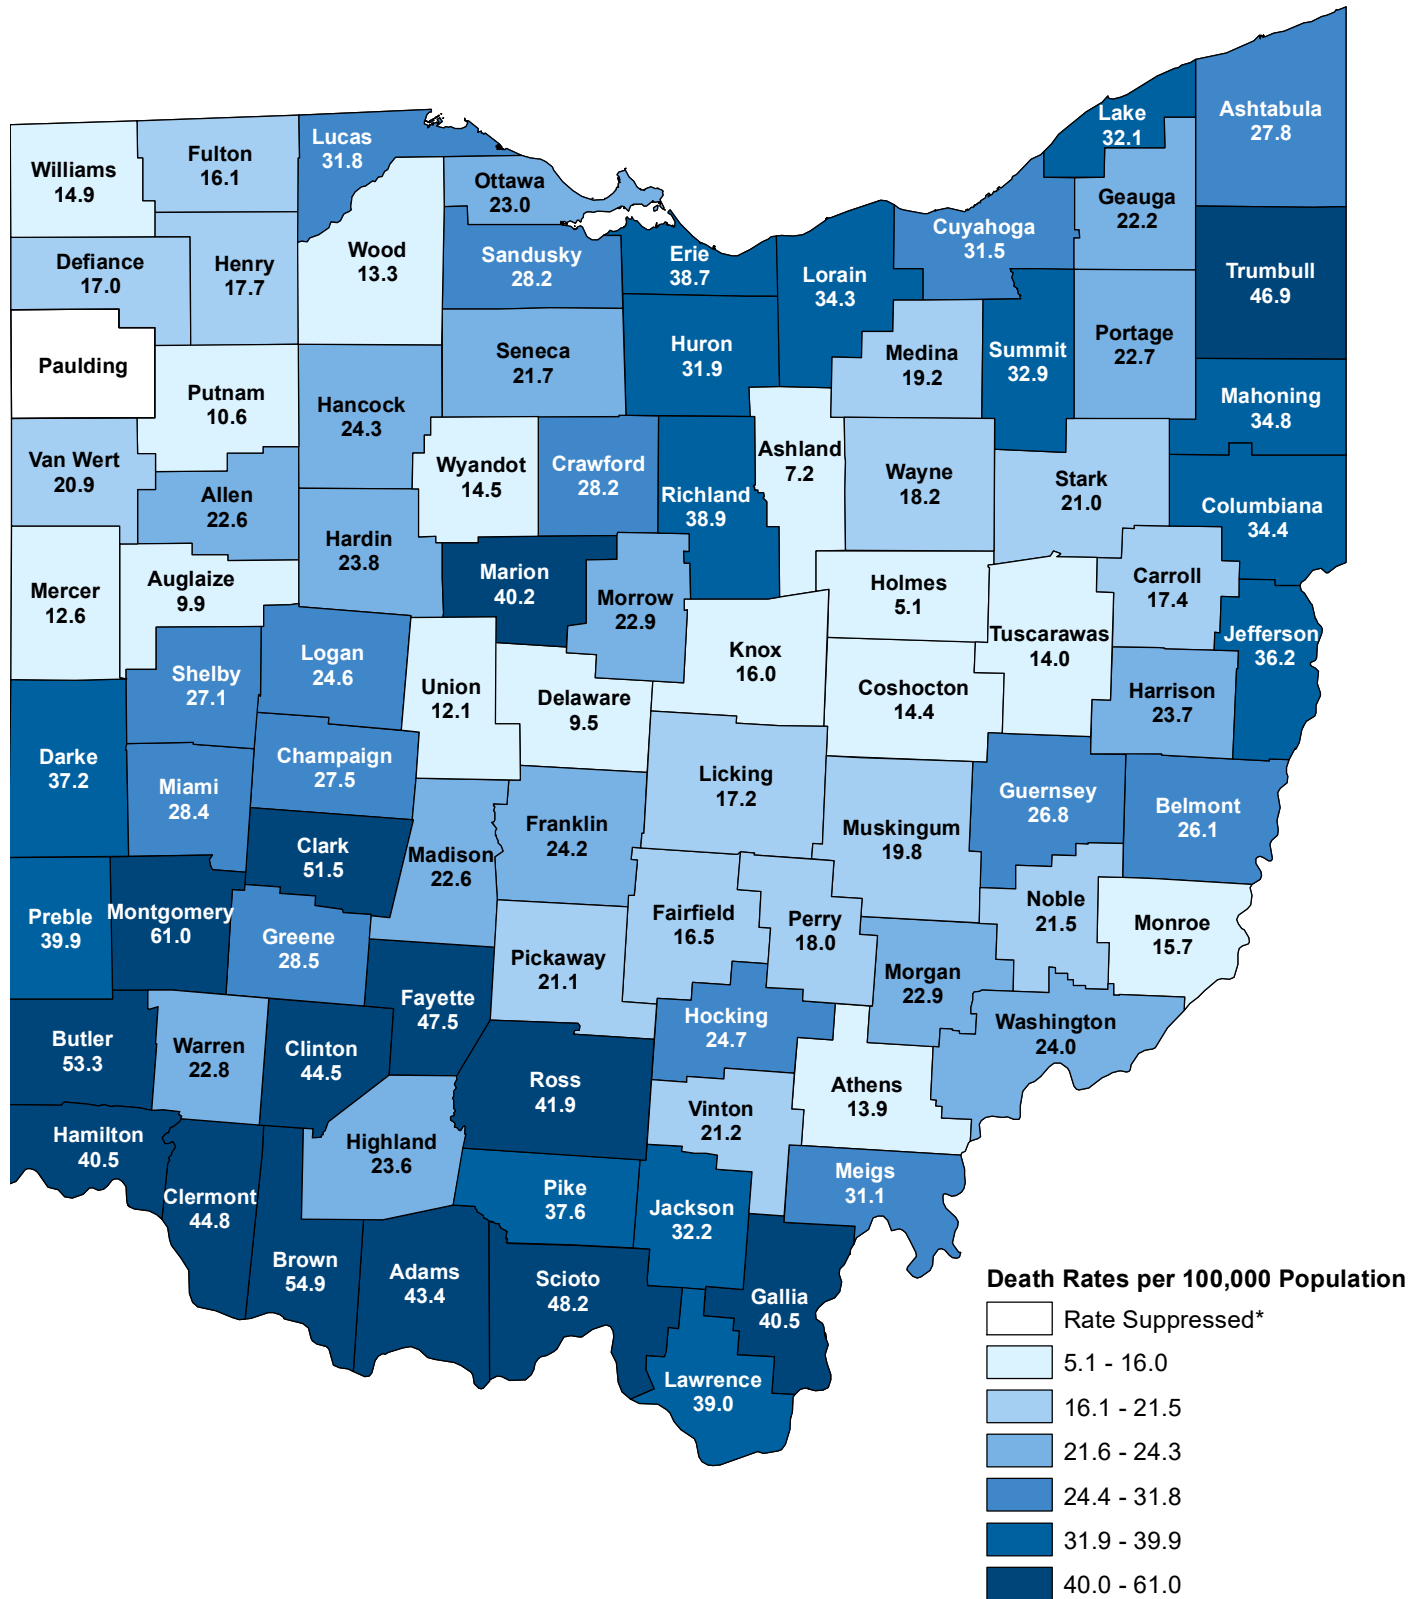 Lake
32.1
Ashtabula
27.8
Lucas
31.8
Fulton
16.1
Williams
14.9
Ottawa
23.0
Geauga
22.2
Cuyahoga
31.5
Wood
13.3
Sandusky
28.2
Erie
38.7
Lorain
34.3
Defiance
17.0
Henry
17.7
Trumbull
46.9
Huron
31.9
Seneca
21.7
Medina
19.2
Summit
32.9
Portage
22.7
Paulding
Putnam
10.6
Hancock
24.3
Mahoning
34.8
Van Wert
20.9
Allen
22.6
Wyandot
14.5
Crawford
28.2
Richland
38.9
Ashland
7.2
Wayne
18.2
Stark
21.0
Columbiana
34.4
Hardin
23.8
Mercer
12.6
Auglaize
9.9
Marion
40.2
Morrow
22.9
Holmes
5.1
Carroll
17.4
Tuscarawas
14.0
Jefferson
36.2
Knox
16.0
Logan
24.6
Shelby
27.1
Union
12.1
Delaware
9.5
Coshocton
14.4
Harrison
23.7
Darke
37.2
Champaign
27.5
Miami
28.4
Licking
17.2
Guernsey
26.8
Belmont
26.1
Franklin
24.2
Muskingum
19.8
Clark
51.5
Madison
22.6
Preble
39.9
Montgomery
61.0
Greene
28.5
Fairfield
16.5
Perry
18.0
Noble
21.5
Monroe
15.7
Pickaway
21.1
Morgan
22.9
Fayette
47.5
Hocking
24.7
Washington
24.0
Butler
53.3
Warren
22.8
Clinton
44.5
Ross
41.9
Athens
13.9
Vinton
21.2
Hamilton
40.5
Highland
23.6
Meigs
31.1
Clermont
44.8
Pike
37.6
Jackson
32.2
Brown
54.9
Adams
43.4
Scioto
48.2
Gallia
40.5
Lawrence
39.0
Death Rates per 100,000 Population
Rate Suppressed*
5.1 - 16.0
16.1 - 21.5
21.6 - 24.3
24.4 - 31.8
31.9 - 39.9
40.0 - 61.0